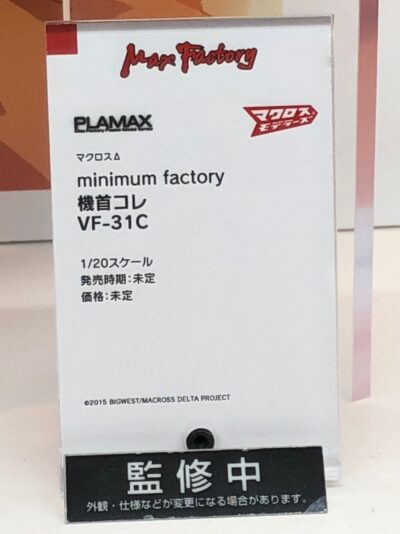 Max Factory
PLAMAX
マクロスモデラーズ
マクロスΔ
minimum factory
機首コレ
VF-31C
1/20スケール
発売時期:未定
価格:未定
©2015 BIGWEST/MACROSS DELTA PROJECT
監修中
外観・仕様などが変更になる場合があります。